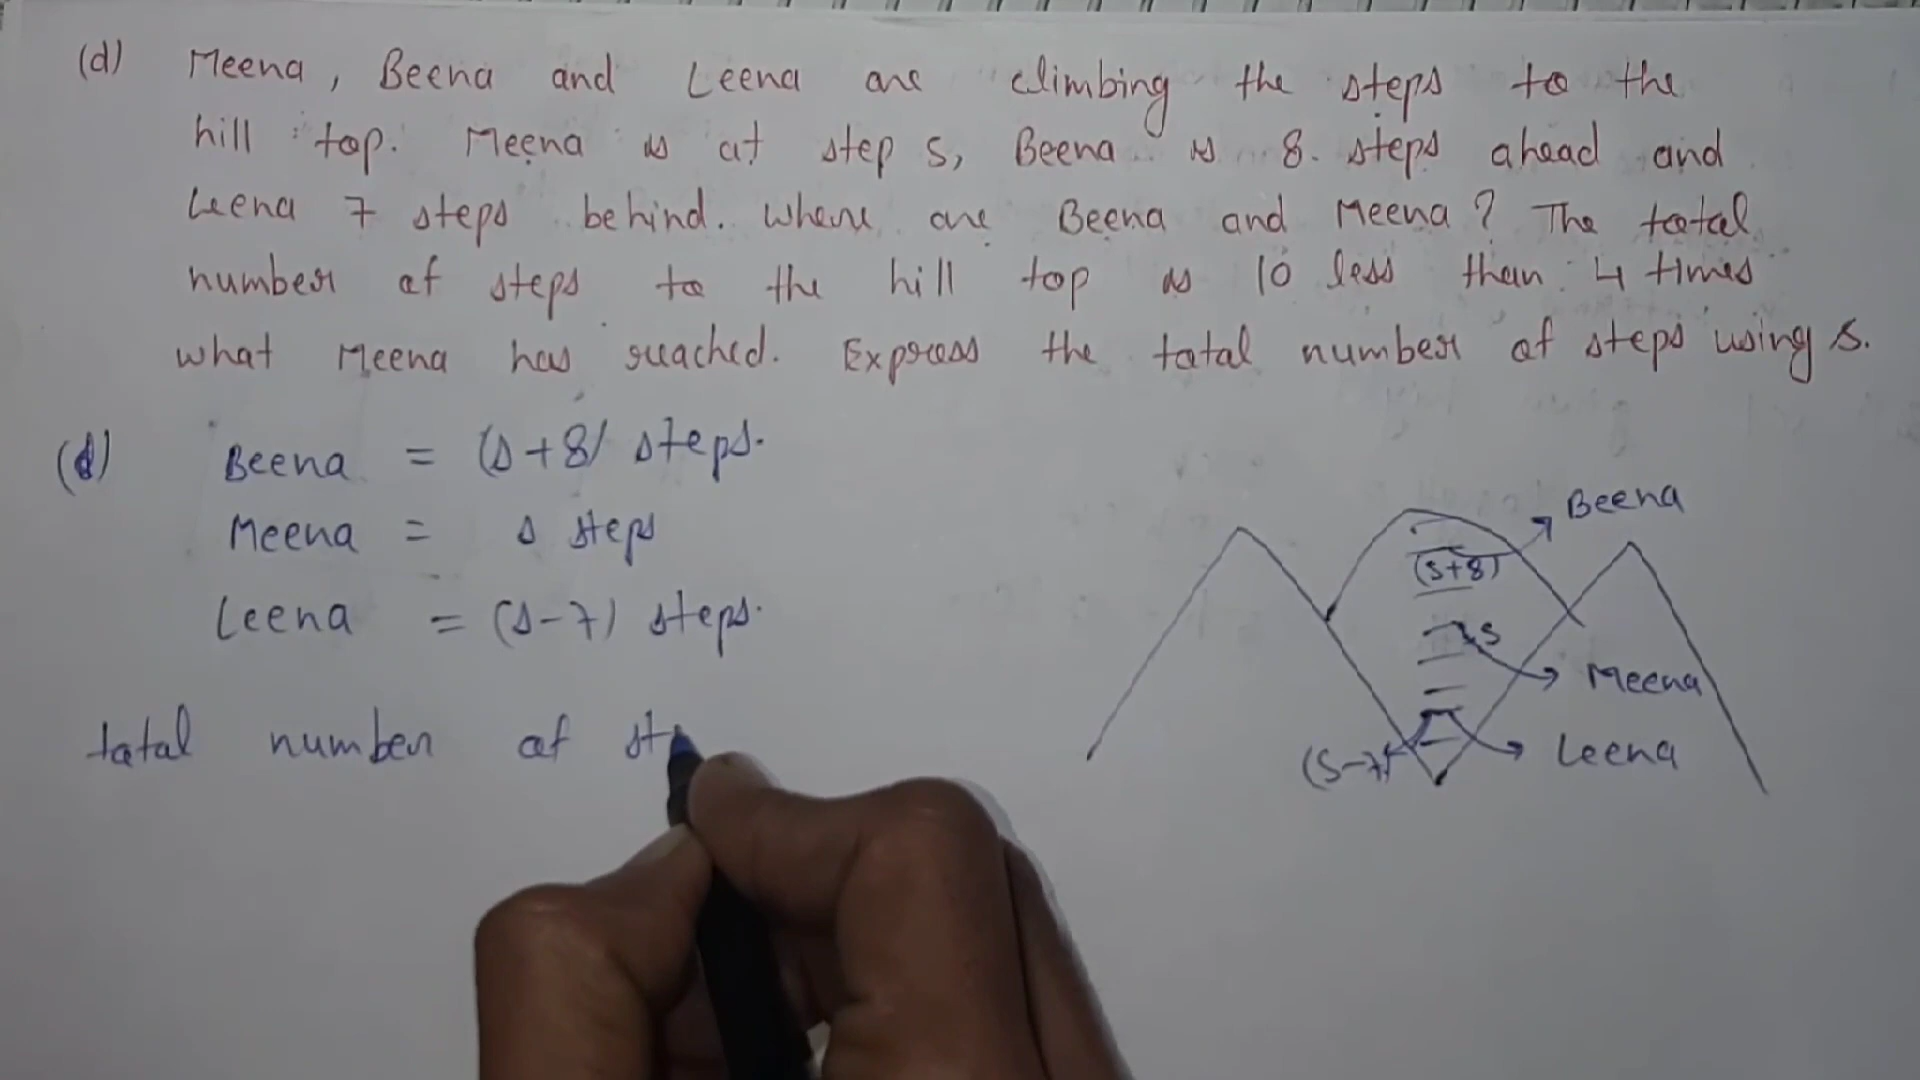 (d) Meena, Beena and Leena are climbing the steps to the
hill top. Meena is at step s, Beena is 8 steps ahead and
Leena 7 steps behind. Where are Beena and Meena? The total
number of steps to the hill top is 10 less than 4 times
what Meena has reached. Express the total number of steps using s.
(d) Beena = (s+8) steps.
Meena = s steps
Leena = (s-7) steps.
total number of ste
Beena
(s+8)
s
Meena
(s-7)
Leena